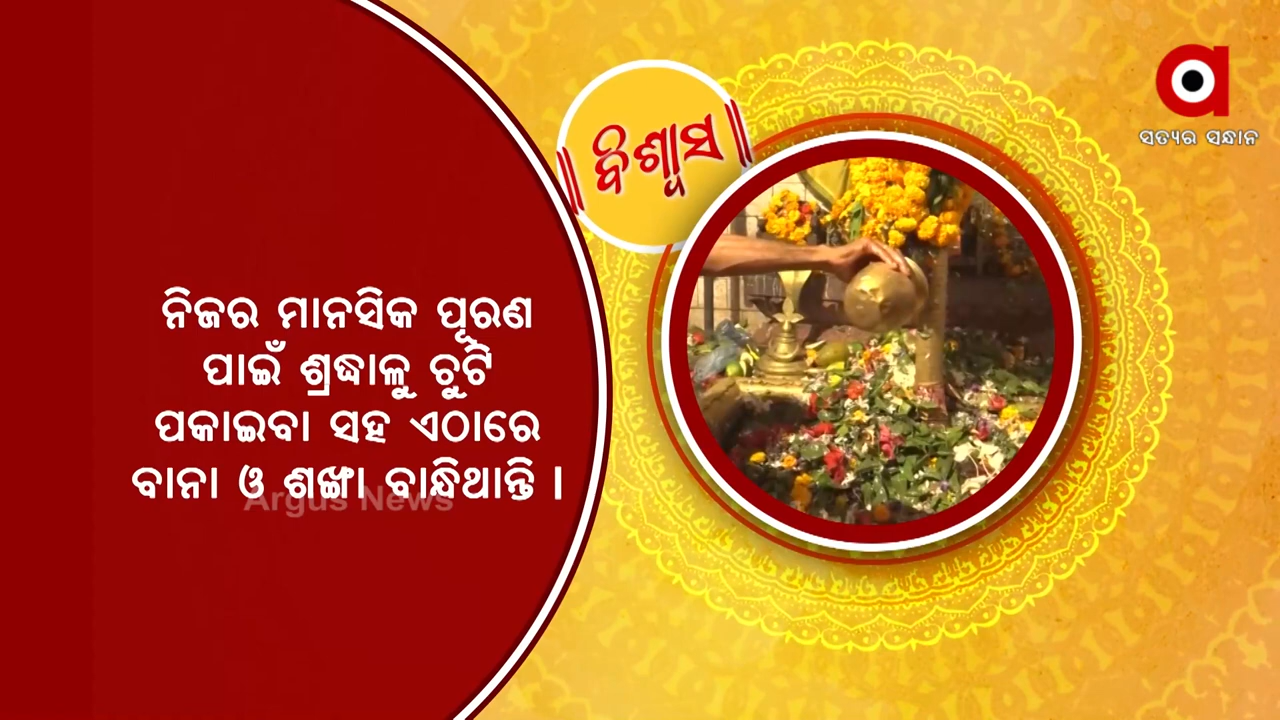 ନିଜର ମାନସିକ ପୂରଣ
ପାଇଁ ଶ୍ରଦ୍ଧାଳୁ ଚୁଟି
ପକାଇବା ସହ ଏଠାରେ
ବାନା ଓ ଶଙ୍ଖା ବାନ୍ଧିଥାନ୍ତି ।
Argus News
॥ ବିଶ୍ୱାସ ॥
a
ସତ୍ୟର ସନ୍ଧାନ